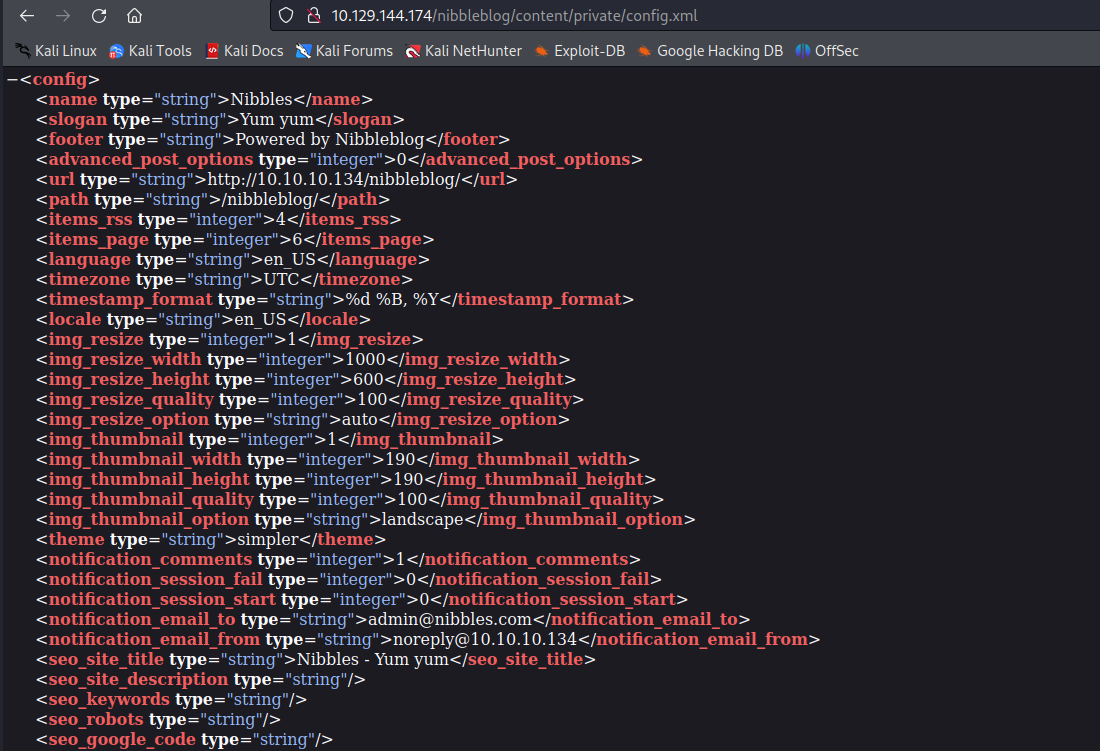 10.129.144.174/nibbleblog/content/private/config.xml
Kali Linux Kali Tools Kali Docs Kali Forums Kali NetHunter Exploit-DB Google Hacking DB OffSec
−<config>
<name type="string">Nibbles</name>
<slogan type="string">Yum yum</slogan>
<footer type="string">Powered by Nibbleblog</footer>
<advanced_post_options type="integer">0</advanced_post_options>
<url type="string">http://10.10.10.134/nibbleblog/</url>
<path type="string">/nibbleblog/</path>
<items_rss type="integer">4</items_rss>
<items_page type="integer">6</items_page>
<language type="string">en_US</language>
<timezone type="string">UTC</timezone>
<timestamp_format type="string">%d %B, %Y</timestamp_format>
<locale type="string">en_US</locale>
<img_resize type="integer">1</img_resize>
<img_resize_width type="integer">1000</img_resize_width>
<img_resize_height type="integer">600</img_resize_height>
<img_resize_quality type="integer">100</img_resize_quality>
<img_resize_option type="string">auto</img_resize_option>
<img_thumbnail type="integer">1</img_thumbnail>
<img_thumbnail_width type="integer">190</img_thumbnail_width>
<img_thumbnail_height type="integer">190</img_thumbnail_height>
<img_thumbnail_quality type="integer">100</img_thumbnail_quality>
<img_thumbnail_option type="string">landscape</img_thumbnail_option>
<theme type="string">simpler</theme>
<notification_comments type="integer">1</notification_comments>
<notification_session_fail type="integer">0</notification_session_fail>
<notification_session_start type="integer">0</notification_session_start>
<notification_email_to type="string">admin@nibbles.com</notification_email_to>
<notification_email_from type="string">noreply@10.10.10.134</notification_email_from>
<seo_site_title type="string">Nibbles - Yum yum</seo_site_title>
<seo_site_description type="string"/>
<seo_keywords type="string"/>
<seo_robots type="string"/>
<seo_google_code type="string"/>